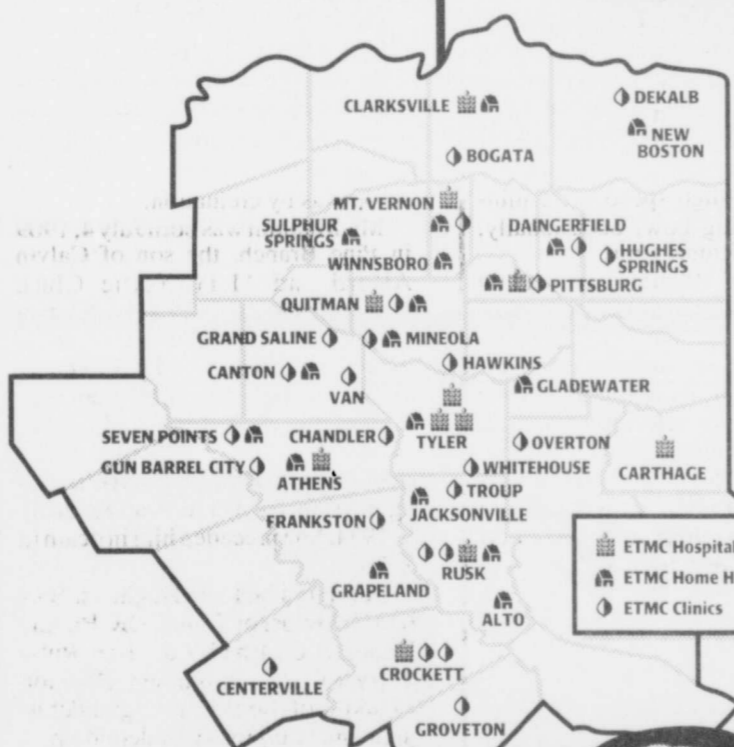 CLARKSVILLE
DEKALB
NEW
BOSTON
BOGATA
MT. VERNON
SULPHUR
SPRINGS
DAINGERFIELD
HUGHES
SPRINGS
WINNSBORO
PITTSBURG
QUITMAN
GRAND SALINE
MINEOLA
CANTON
VAN
HAWKINS
GLADEWATER
SEVEN POINTS
CHANDLER
TYLER
OVERTON
GUN BARREL CITY
ATHENS
WHITEHOUSE
CARTHAGE
TROUP
JACKSONVILLE
FRANKSTON
RUSK
GRAPELAND
ALTO
CROCKETT
CENTERVILLE
GROVETON
ETMC Hospital
ETMC Home H
ETMC Clinics